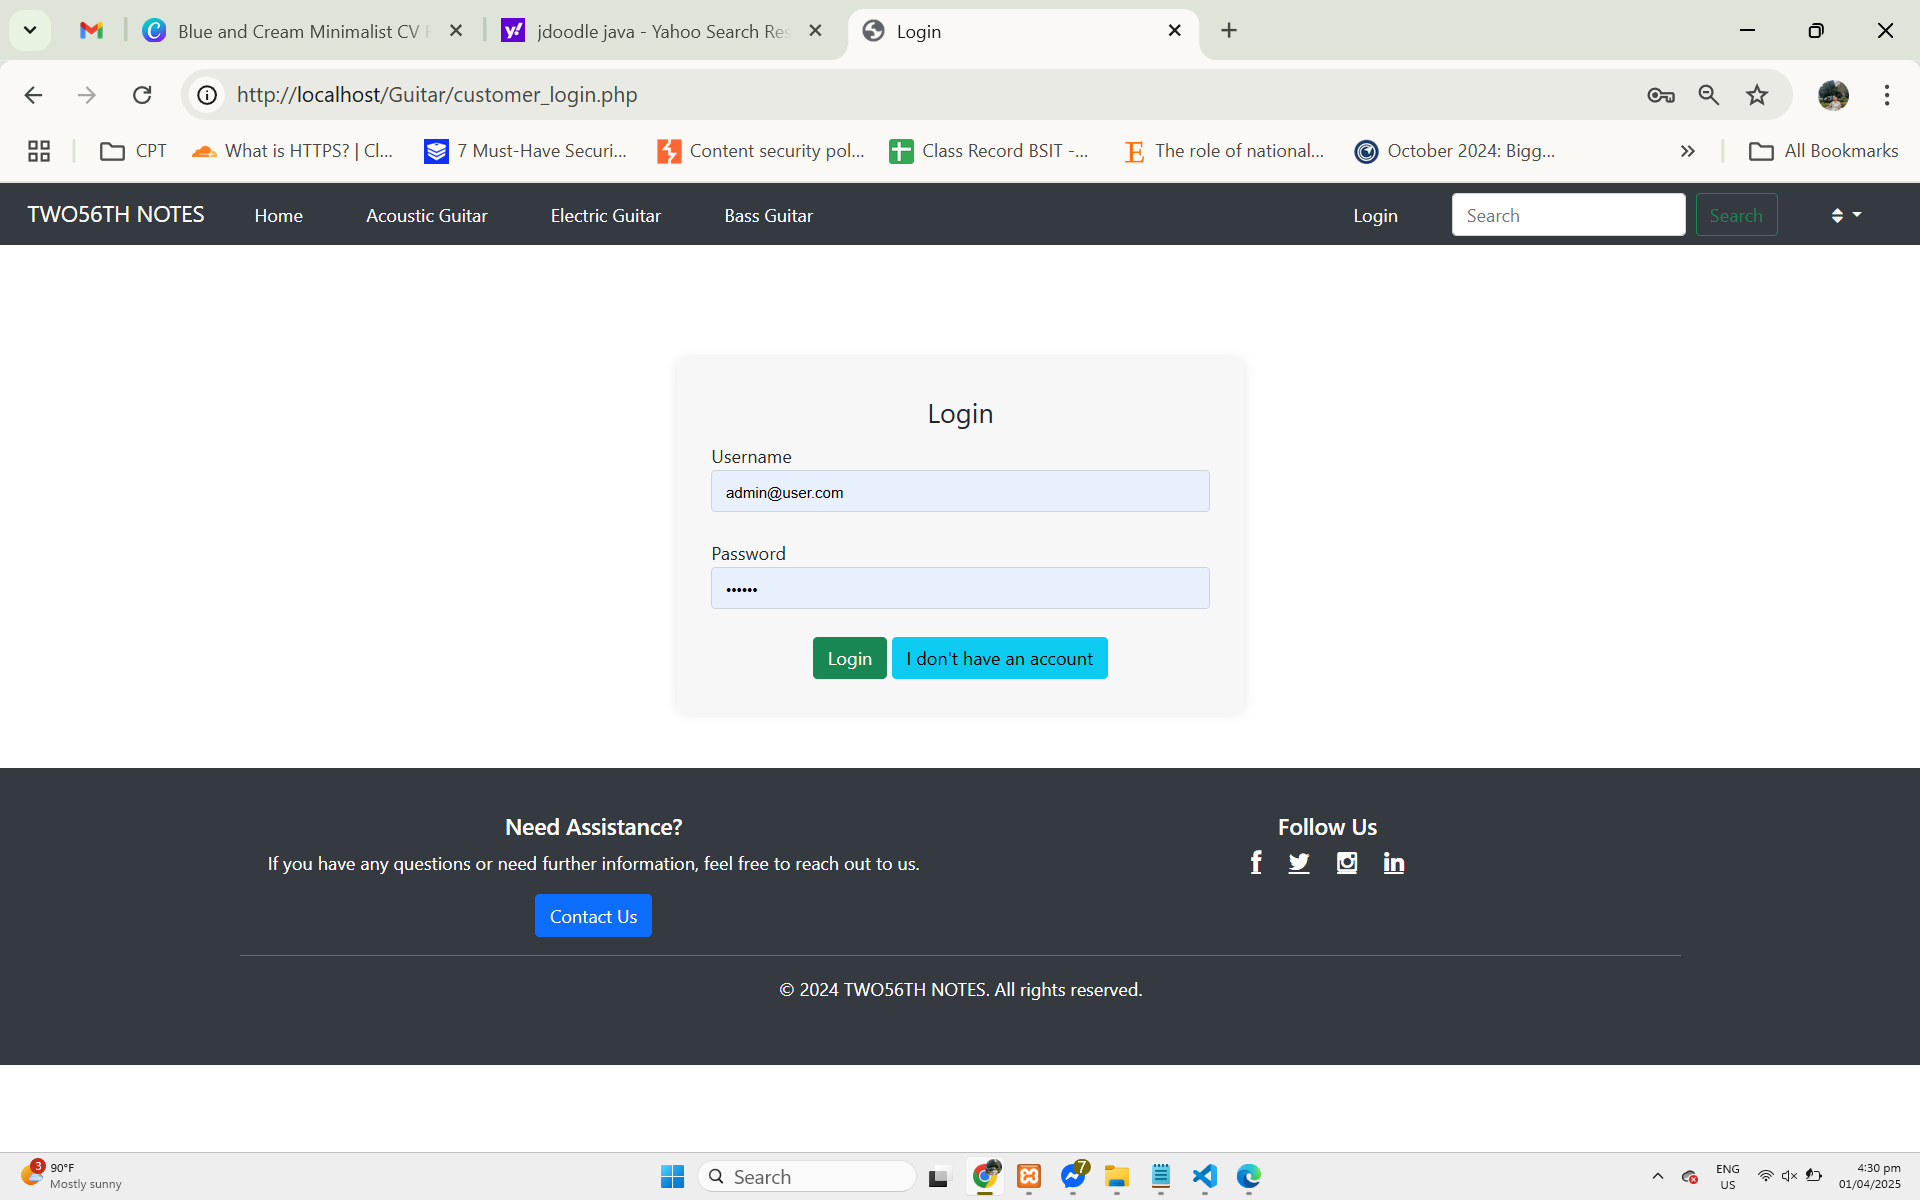 Blue and Cream Minimalist CV
jdoodle java - Yahoo Search Res
Login
http://localhost/Guitar/customer_login.php
CPT
What is HTTPS? | Cl...
7 Must-Have Securi...
Content security pol...
Class Record BSIT -...
The role of national...
October 2024: Bigg...
All Bookmarks
TWO56TH NOTES
Home
Acoustic Guitar
Electric Guitar
Bass Guitar
Login
Search
Search
Login
Username
admin@user.com
Password
••••••
Login
I don't have an account
Need Assistance?
Follow Us
If you have any questions or need further information, feel free to reach out to us.
Contact Us
© 2024 TWO56TH NOTES. All rights reserved.
3
90°F
Mostly sunny
Search
7
ENG
US
4:30 pm
01/04/2025